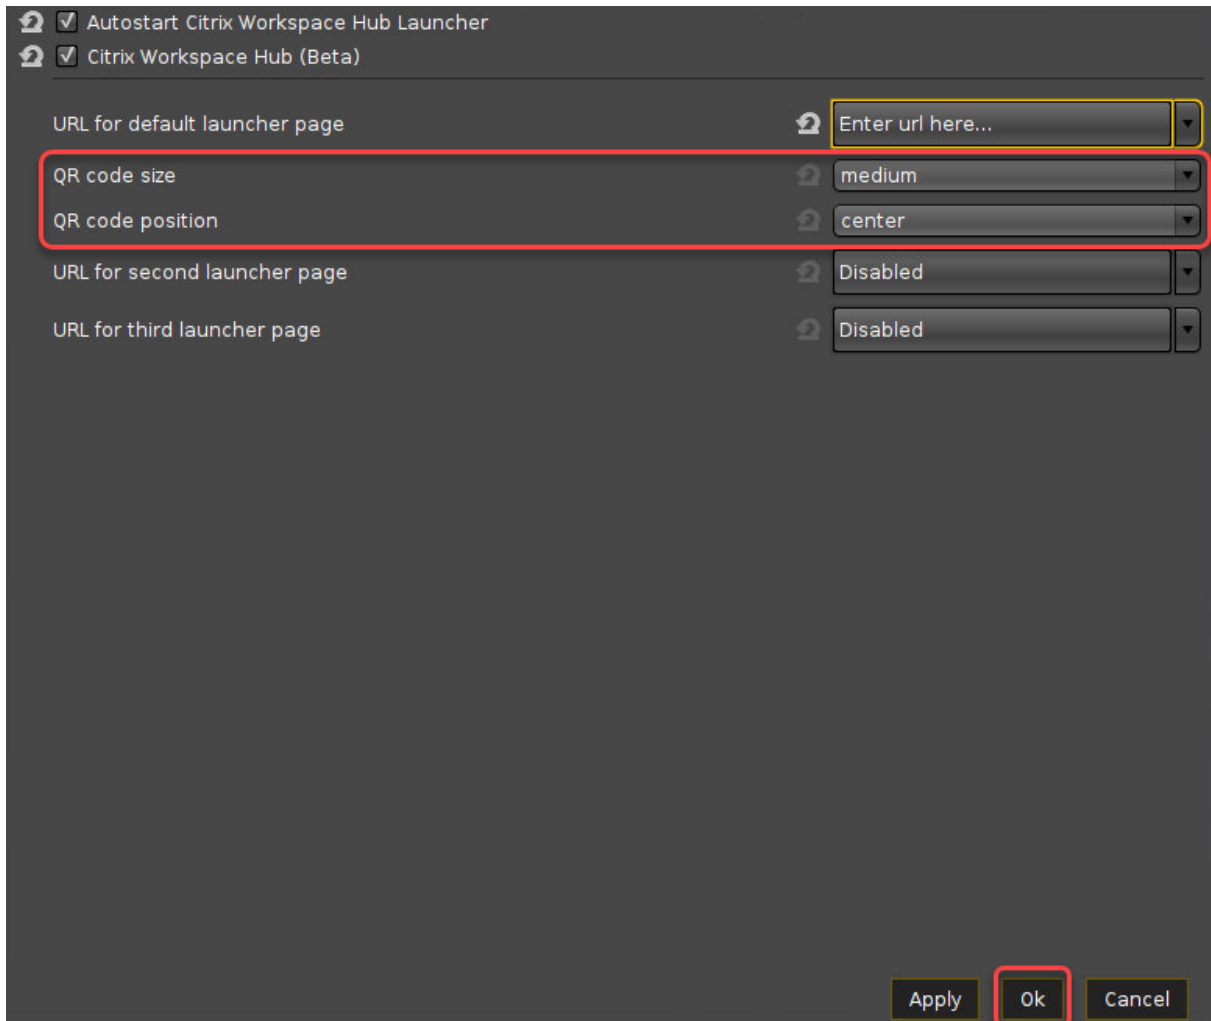 Autostart Citrix Workspace Hub Launcher
Citrix Workspace Hub (Beta)
URL for default launcher page Enter url here...
QR code size medium
QR code position center
URL for second launcher page Disabled
URL for third launcher page Disabled
Apply Ok Cancel